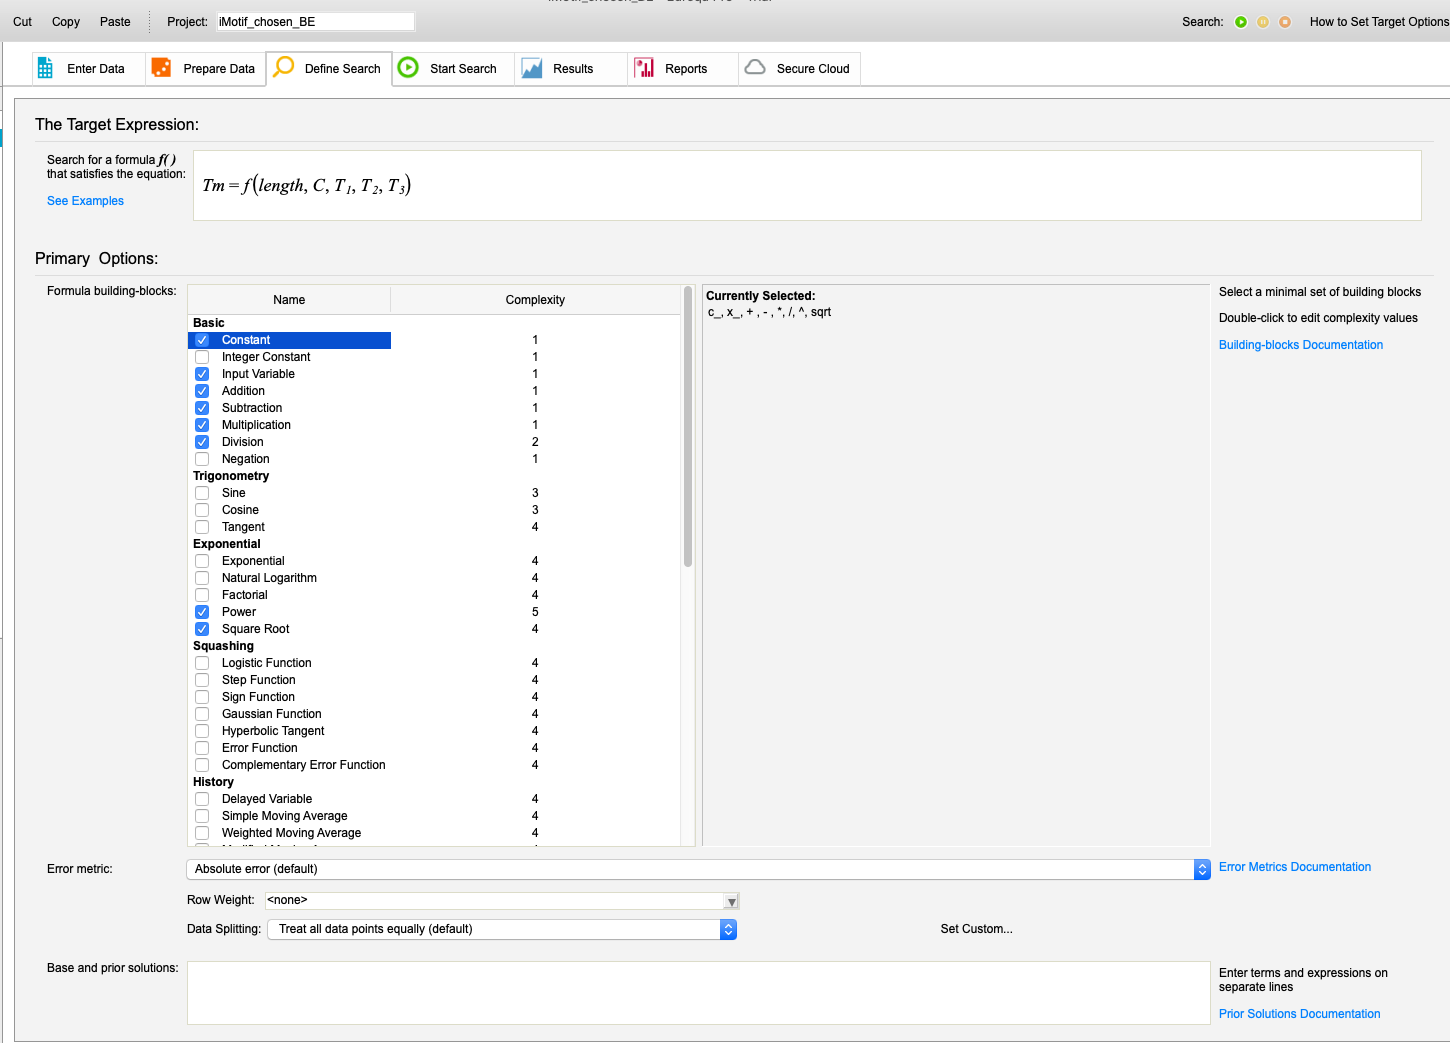 Cut Copy Paste Project: iMotif_chosen_BE Search: How to Set Target Options
Enter Data Prepare Data Define Search Start Search Results Reports Secure Cloud
The Target Expression:
Search for a formula f()
that satisfies the equation:
See Examples
Tm = f(length, C, T1, T2, T3)
Primary Options:
Formula building-blocks:
Name Complexity
Basic
Constant 1
Integer Constant 1
Input Variable 1
Addition 1
Subtraction 1
Multiplication 1
Division 2
Negation 1
Trigonometry
Sine 3
Cosine 3
Tangent 4
Exponential
Exponential 4
Natural Logarithm 4
Factorial 4
Power 5
Square Root 4
Squashing
Logistic Function 4
Step Function 4
Sign Function 4
Gaussian Function 4
Hyperbolic Tangent 4
Error Function 4
Complementary Error Function 4
History
Delayed Variable 4
Simple Moving Average 4
Weighted Moving Average 4
Currently Selected:
c_, x_, + , - , *, /, ^, sqrt
Select a minimal set of building blocks
Double-click to edit complexity values
Building-blocks Documentation
Error metric: Absolute error (default) Error Metrics Documentation
Row Weight: <none>
Data Splitting: Treat all data points equally (default) Set Custom...
Base and prior solutions:
Enter terms and expressions on
separate lines
Prior Solutions Documentation